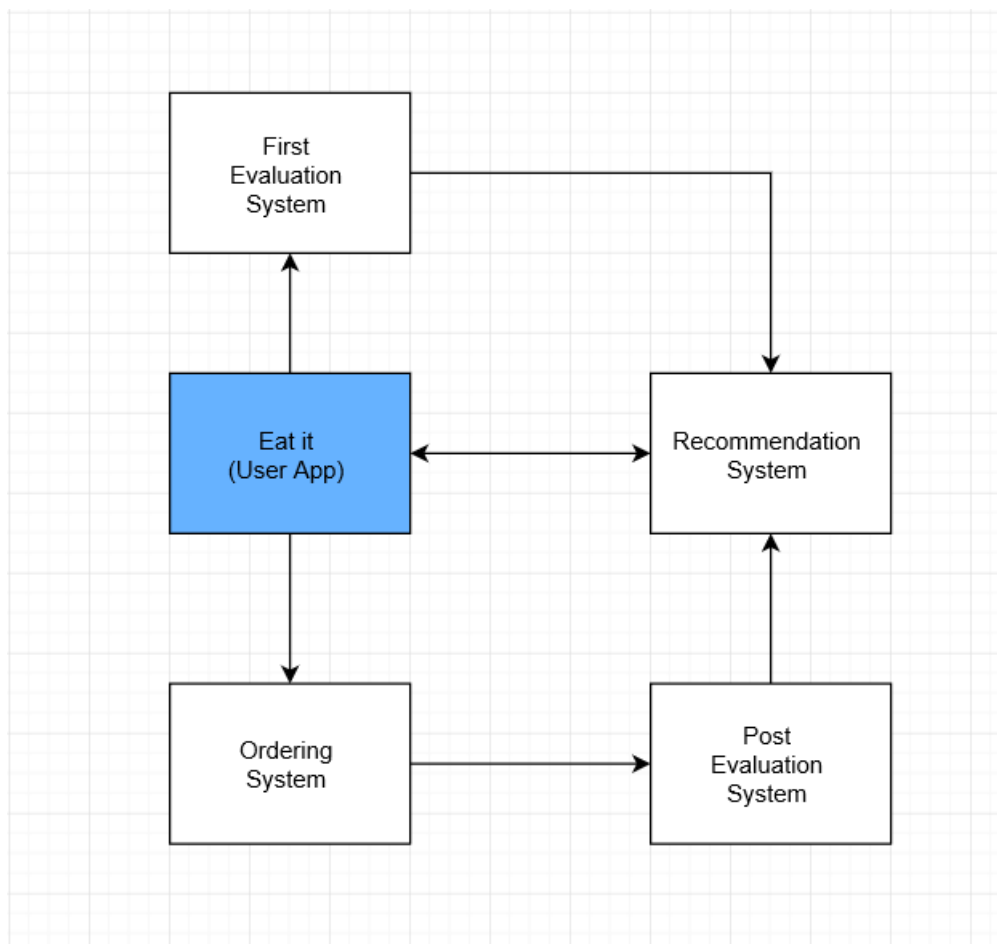 First
Evaluation
System
Eat it
(User App)
Recommendation
System
Ordering
System
Post
Evaluation
System